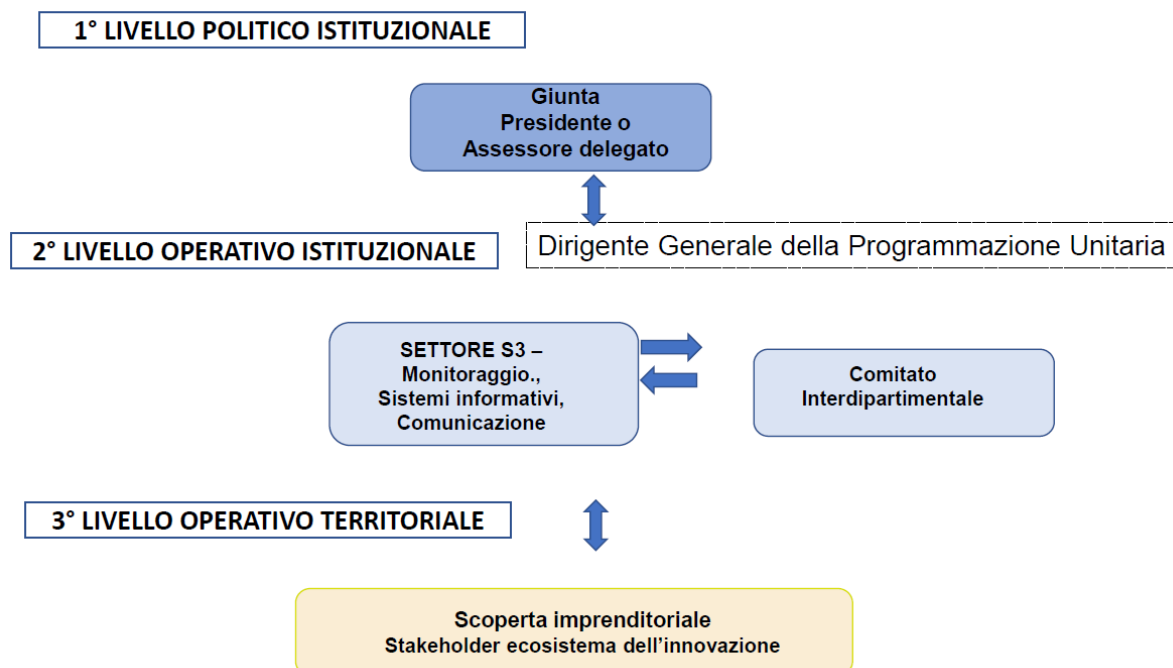 1° LIVELLO POLITICO ISTITUZIONALE
Giunta
Presidente o
Assessore delegato
2° LIVELLO OPERATIVO ISTITUZIONALE
Dirigente Generale della Programmazione Unitaria
SETTORE S3 –
Monitoraggio.,
Sistemi informativi,
Comunicazione
Comitato
Interdipartimentale
3° LIVELLO OPERATIVO TERRITORIALE
Scoperta imprenditoriale
Stakeholder ecosistema dell'innovazione